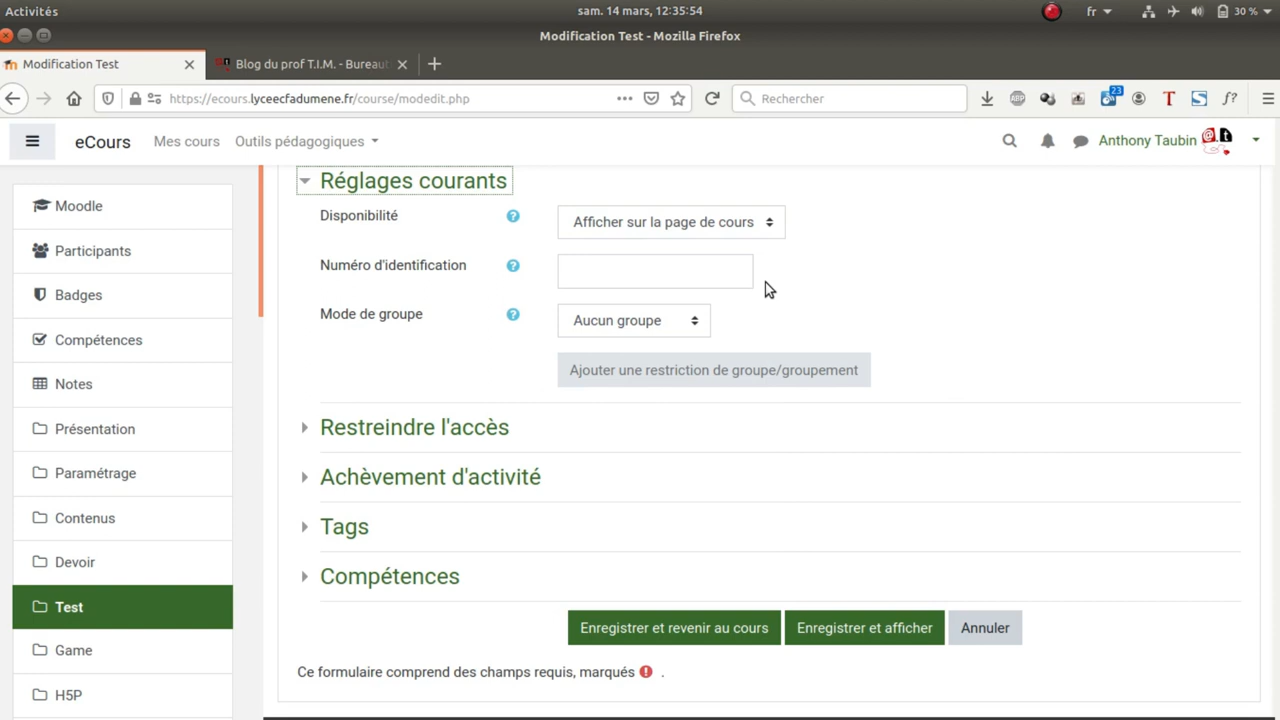 Activités
sam. 14 mars, 12:35:54
fr
30 %
Modification Test - Mozilla Firefox
Modification Test
Blog du prof T.I.M. - Bureaut
https://ecours.lyceecfadumene.fr/course/modedit.php
Rechercher
ABP
23
T
S
f?
eCours
Mes cours
Outils pédagogiques
Anthony Taubin
@.t
Moodle
Participants
Badges
Compétences
Notes
Présentation
Paramétrage
Contenus
Devoir
Test
Game
H5P
Réglages courants
Disponibilité
Afficher sur la page de cours
Numéro d'identification
Mode de groupe
Aucun groupe
Ajouter une restriction de groupe/groupement
Restreindre l'accès
Achèvement d'activité
Tags
Compétences
Enregistrer et revenir au cours
Enregistrer et afficher
Annuler
Ce formulaire comprend des champs requis, marqués .